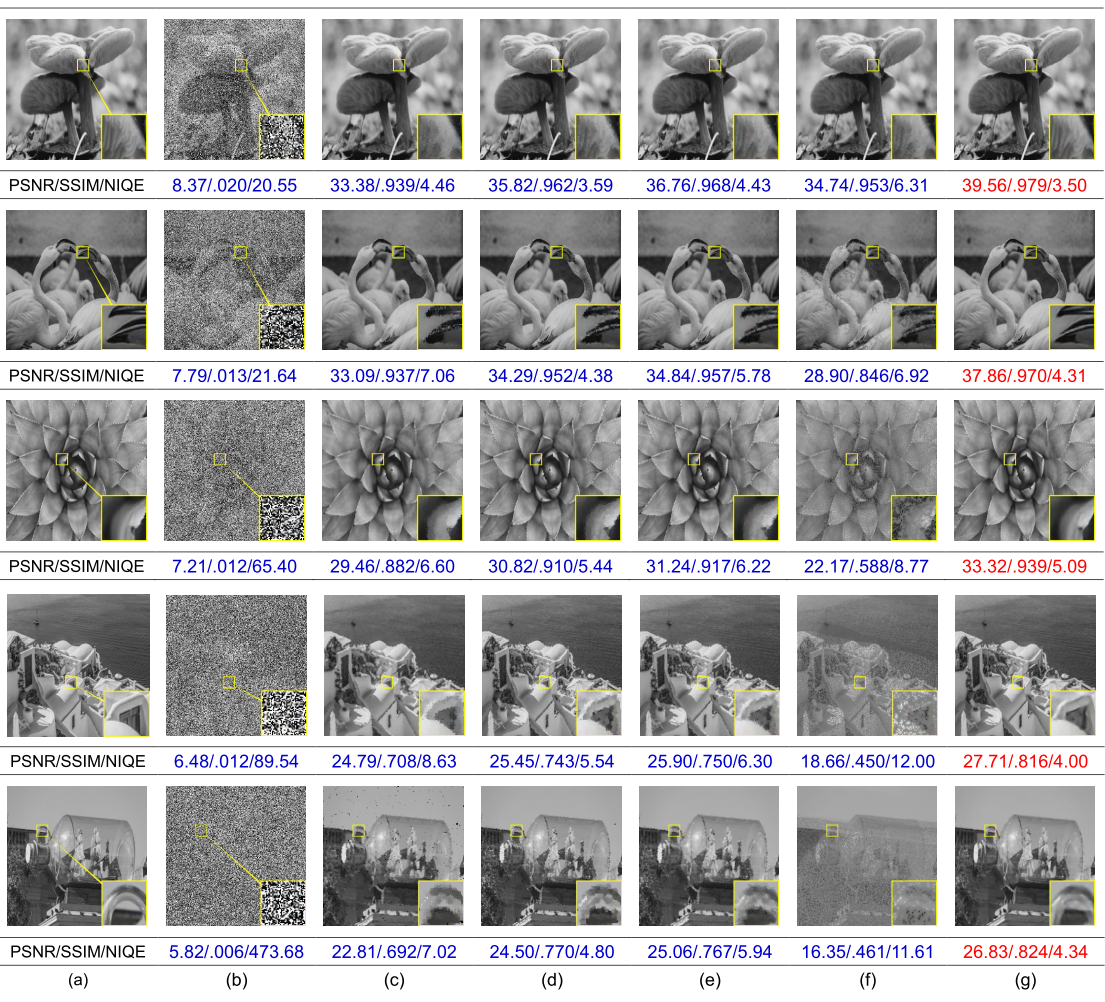 PSNR/SSIM/NIQE 8.37/.020/20.55 33.38/.939/4.46 35.82/.962/3.59 36.76/.968/4.43 34.74/.953/6.31 39.56/.979/3.50
PSNR/SSIM/NIQE 7.79/.013/21.64 33.09/.937/7.06 34.29/.952/4.38 34.84/.957/5.78 28.90/.846/6.92 37.86/.970/4.31
PSNR/SSIM/NIQE 7.21/.012/65.40 29.46/.882/6.60 30.82/.910/5.44 31.24/.917/6.22 22.17/.588/8.77 33.32/.939/5.09
PSNR/SSIM/NIQE 6.48/.012/89.54 24.79/.708/8.63 25.45/.743/5.54 25.90/.750/6.30 18.66/.450/12.00 27.71/.816/4.00
PSNR/SSIM/NIQE 5.82/.006/473.68 22.81/.692/7.02 24.50/.770/4.80 25.06/.767/5.94 16.35/.461/11.61 26.83/.824/4.34
(a) (b) (c) (d) (e) (f) (g)